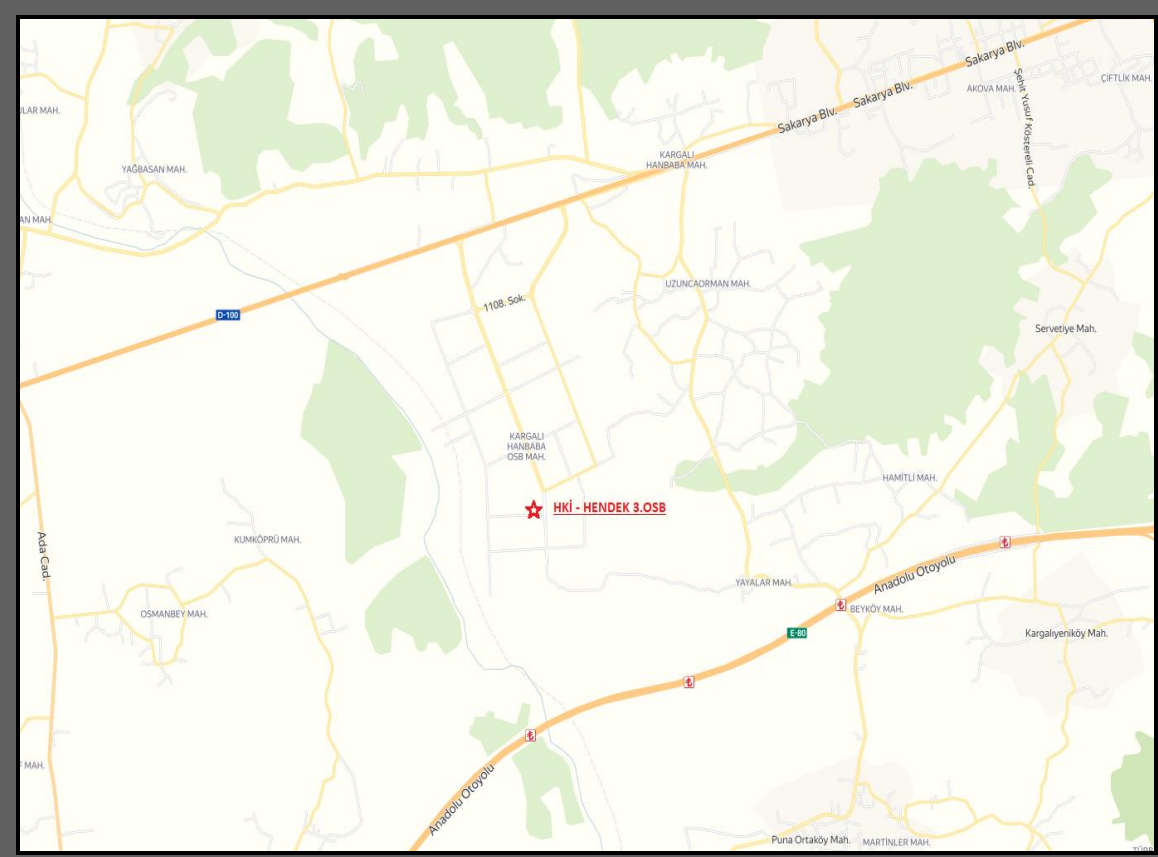 Sakarya Blv.
ÇİFTLİK MAH.
AKOVA MAH.
Sakarya Blv.
Sakarya Blv.
Şehit Yusuf Köstereli Cad.
ULAR MAH.
KARGALI
HANBABA MAH.
YAĞBASAN MAH.
AN MAH.
UZUNCAORMAN MAH.
1108. Sok.
D-100
Servetiye Mah.
KARGALI
HANBABA
OSB MAH.
HAMİTLİ MAH.
HKİ - HENDEK 3.OSB
KUMKÖPRÜ MAH.
Ada Cad.
Anadolu Otoyolu
YAYALAR MAH.
BEYKÖY MAH.
OSMANBEY MAH.
E-80
Kargalıyeniköy Mah.
MAH.
Anadolu Otoyolu
Puna Ortaköy Mah.
MARTİNLER MAH.